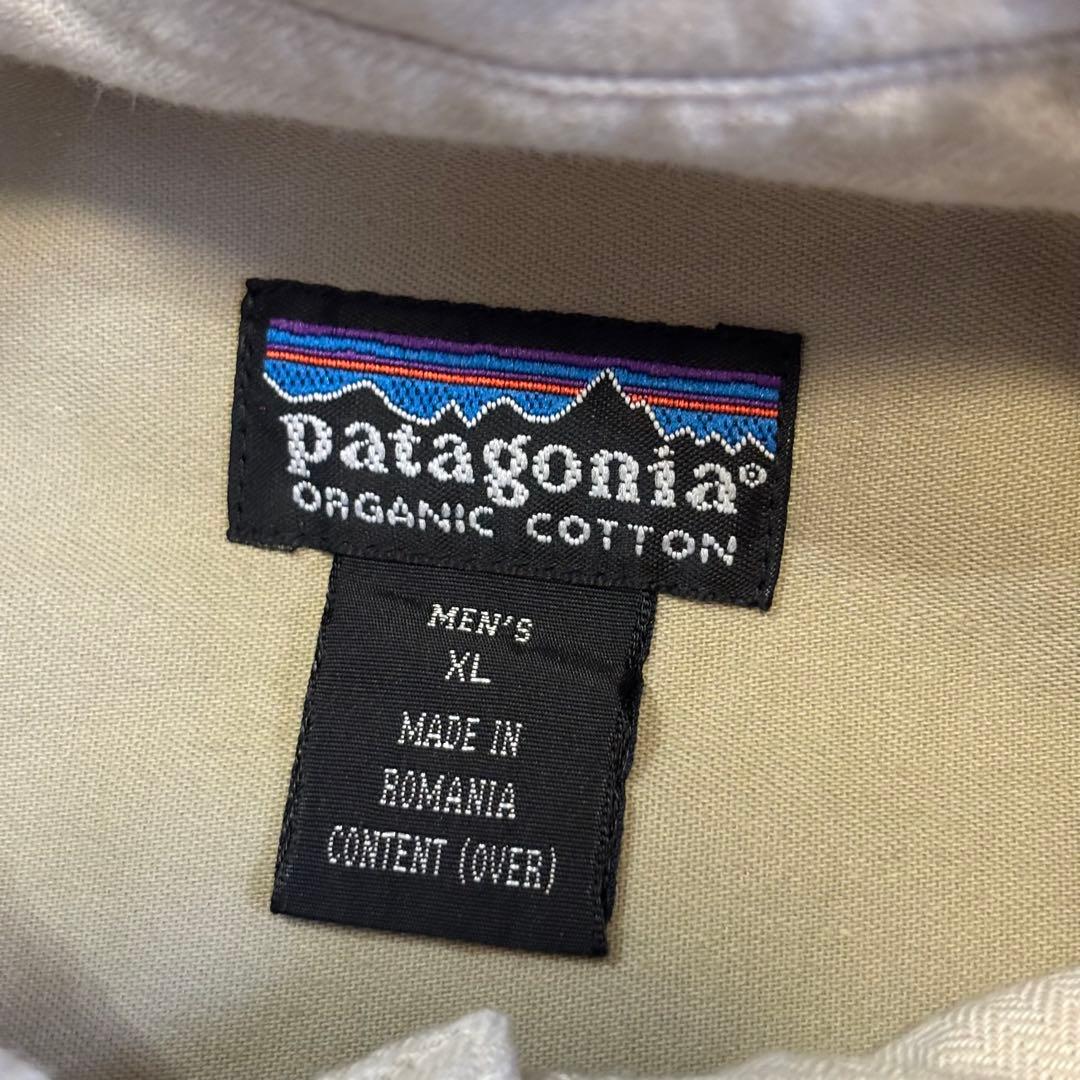 patagonia®
ORGANIC COTTON
MEN'S
XL
MADE IN
ROMANIA
CONTENT (OVER)